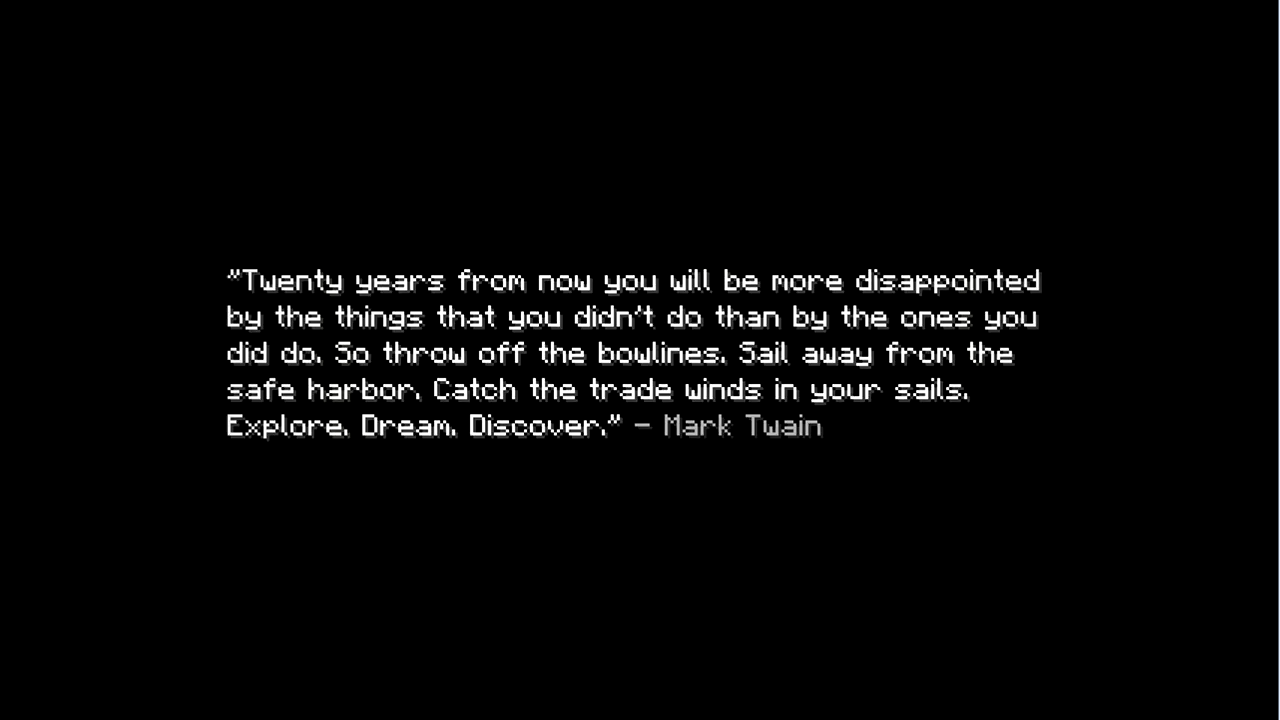 "Twenty years from now you will be more disappointed
by the things that you didn't do than by the ones you
did do. So throw off the bowlines. Sail away from the
safe harbor. Catch the trade winds in your sails.
Explore. Dream. Discover." - Mark Twain